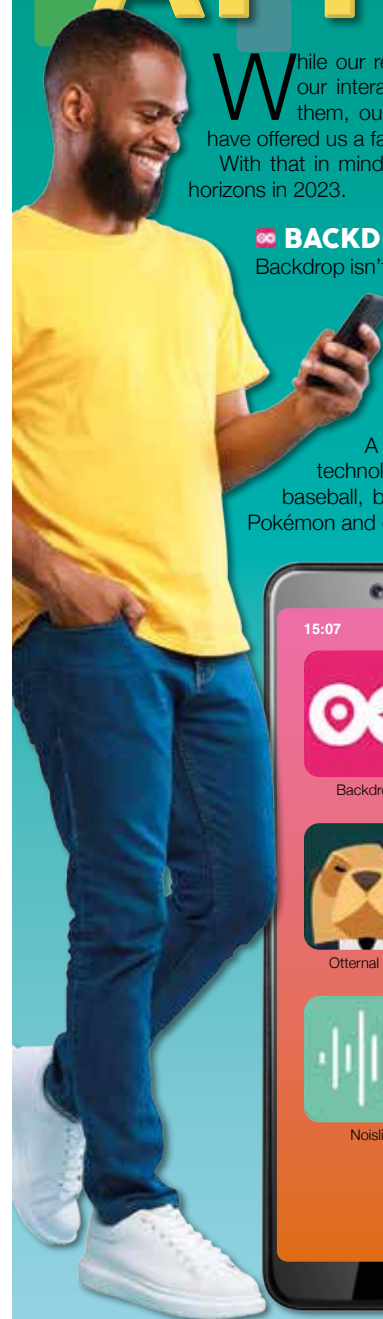 While our re
our intera
them, ou
have offered us a fa
With that in mind
horizons in 2023.
BACKD
Backdrop isn't
A
technol
baseball, b
Pokémon and
15:07
Backdro
Otternal
Noisli